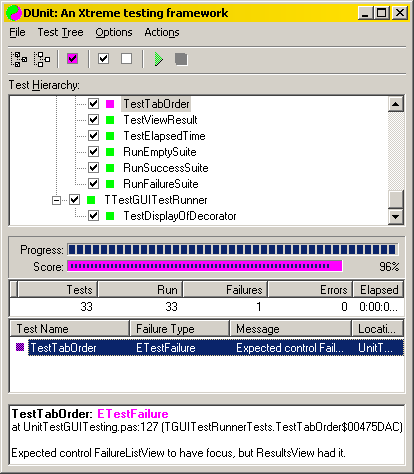 DUnit: An Xtreme testing framework
File Test Tree Options Actions
Test Hierarchy:
TestTabOrder
TestViewResult
TestElapsedTime
RunEmptySuite
RunSuccessSuite
RunFailureSuite
TTestGUITestRunner
TestDisplayOfDecorator
Progress:
Score: 96%
Tests Run Failures Errors Elapsed
33 33 1 0 0:00:0...
Test Name Failure Type Message Locati...
TestTabOrder ETestFailure Expected control Fail... UnitT...
TestTabOrder: ETestFailure
at UnitTestGUITesting.pas:127 (TGUITestRunnerTests.TestTabOrder$00475DAC)
Expected control FailureListView to have focus, but ResultsView had it.